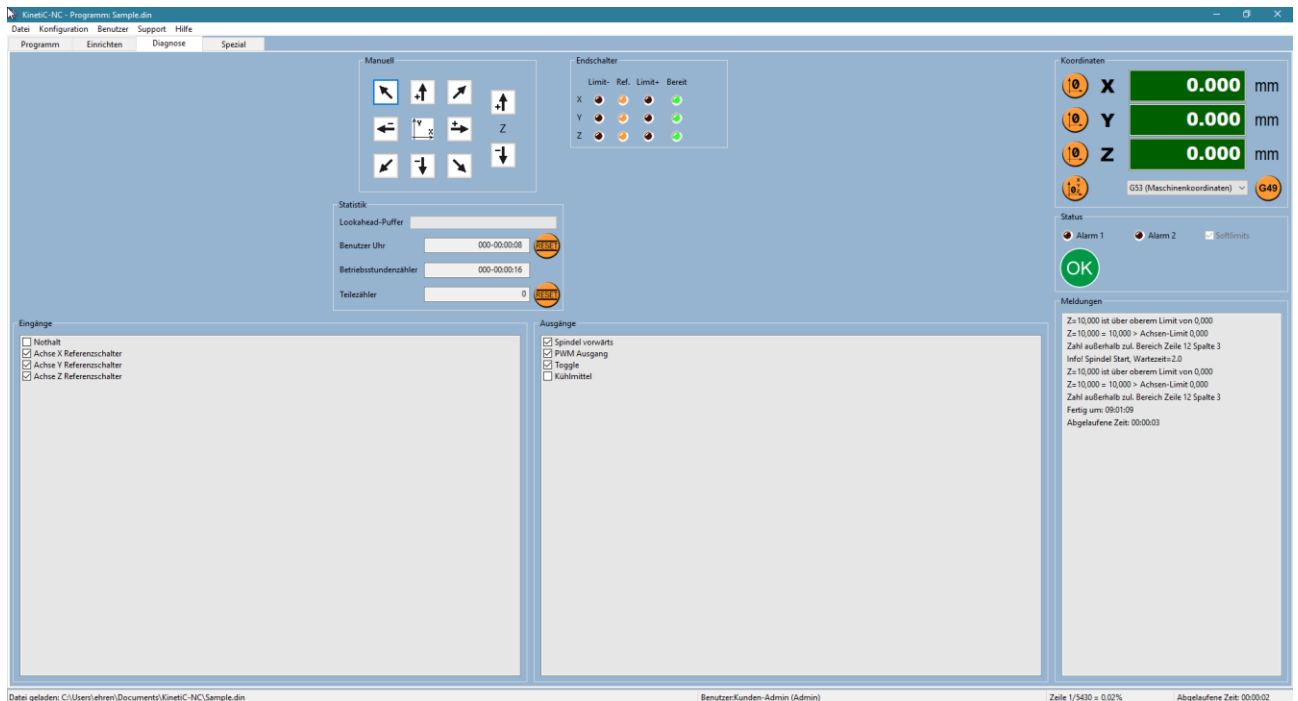 KinetiC-NC - Programm: Sample.din
Datei Konfiguration Benutzer Support Hilfe
Programm Einrichten Diagnose Spezial
Manuell
+
+
-
Y
X
+
Z
-
-
Endschalter
Limit- Ref. Limit+ Bereit
X
Y
Z
Statistik
Lookahead-Puffer
Benutzer Uhr 000-00:00:08 RESET
Betriebsstundenzähler 000-00:00:16
Teilezähler 0 RESET
Koordinaten
0 X 0.000 mm
0 Y 0.000 mm
0 Z 0.000 mm
G53 (Maschinenkoordinaten) G49
Status
Alarm 1 Alarm 2 Softlimits
OK
Eingänge
Nothalt
Achse X Referenzschalter
Achse Y Referenzschalter
Achse Z Referenzschalter
Ausgänge
Spindel vorwärts
PWM Ausgang
Toggle
Kühlmittel
Meldungen
Z=10,000 ist über oberem Limit von 0,000
Z=10,000 = 10,000 > Achsen-Limit 0,000
Zahl außerhalb zul. Bereich Zeile 12 Spalte 3
Info! Spindel Start, Wartezeit=2.0
Z=10,000 ist über oberem Limit von 0,000
Z=10,000 = 10,000 > Achsen-Limit 0,000
Zahl außerhalb zul. Bereich Zeile 12 Spalte 3
Fertig um: 09:01:09
Abgelaufene Zeit: 00:00:03
Datei geladen: C:\Users\ehren\Documents\KinetiC-NC\Sample.din Benutzer:Kunden-Admin (Admin) Zeile 1/5430 = 0,02% Abgelaufene Zeit: 00:00:02